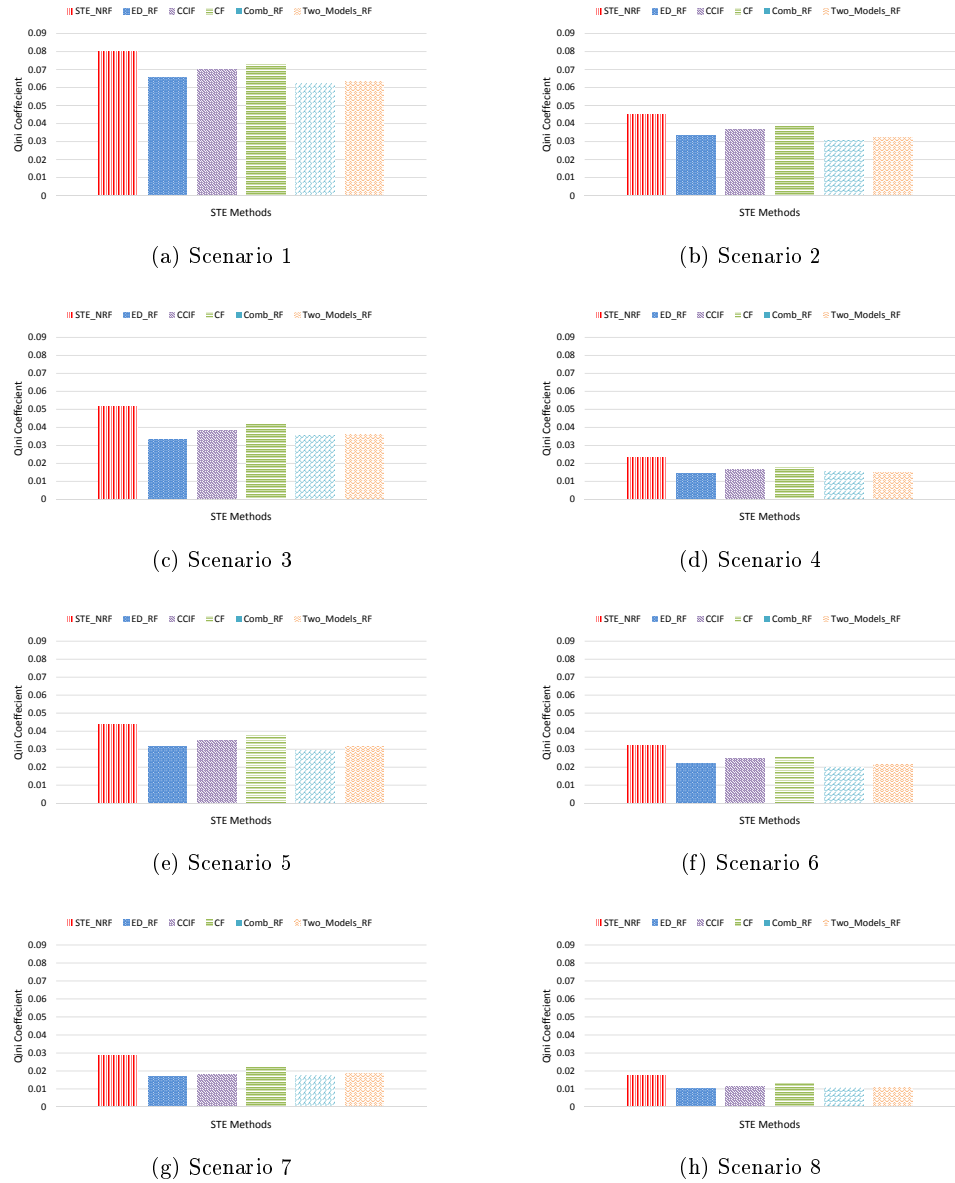 STE_NRF ED_RF CCIF CF Comb_RF Two_Models_RF
0.09
0.08
0.07
0.06
0.05
0.04
0.03
0.02
0.01
0
Qini Coeffecient
STE Methods
(a) Scenario 1
STE_NRF ED_RF CCIF CF Comb_RF Two_Models_RF
0.09
0.08
0.07
0.06
0.05
0.04
0.03
0.02
0.01
0
Qini Coeffecient
STE Methods
(b) Scenario 2
STE_NRF ED_RF CCIF CF Comb_RF Two_Models_RF
0.09
0.08
0.07
0.06
0.05
0.04
0.03
0.02
0.01
0
Qini Coeffecient
STE Methods
(c) Scenario 3
STE_NRF ED_RF CCIF CF Comb_RF Two_Models_RF
0.09
0.08
0.07
0.06
0.05
0.04
0.03
0.02
0.01
0
Qini Coeffecient
STE Methods
(d) Scenario 4
STE_NRF ED_RF CCIF CF Comb_RF Two_Models_RF
0.09
0.08
0.07
0.06
0.05
0.04
0.03
0.02
0.01
0
Qini Coeffecient
STE Methods
(e) Scenario 5
STE_NRF ED_RF CCIF CF Comb_RF Two_Models_RF
0.09
0.08
0.07
0.06
0.05
0.04
0.03
0.02
0.01
0
Qini Coeffecient
STE Methods
(f) Scenario 6
STE_NRF ED_RF CCIF CF Comb_RF Two_Models_RF
0.09
0.08
0.07
0.06
0.05
0.04
0.03
0.02
0.01
0
Qini Coeffecient
STE Methods
(g) Scenario 7
STE_NRF ED_RF CCIF CF Comb_RF Two_Models_RF
0.09
0.08
0.07
0.06
0.05
0.04
0.03
0.02
0.01
0
Qini Coeffecient
STE Methods
(h) Scenario 8